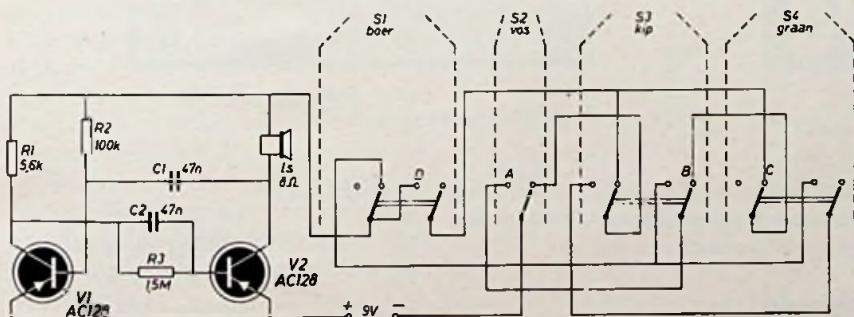 S1
boer
S2
vos
S3
kip
S4
graan
R1
5,6k
R2
100k
C1 47n
l.s.
8Ω
C2 47n
R3
1,5M
V1
AC128
V2
AC128
D
A
B
C
+ 9V −